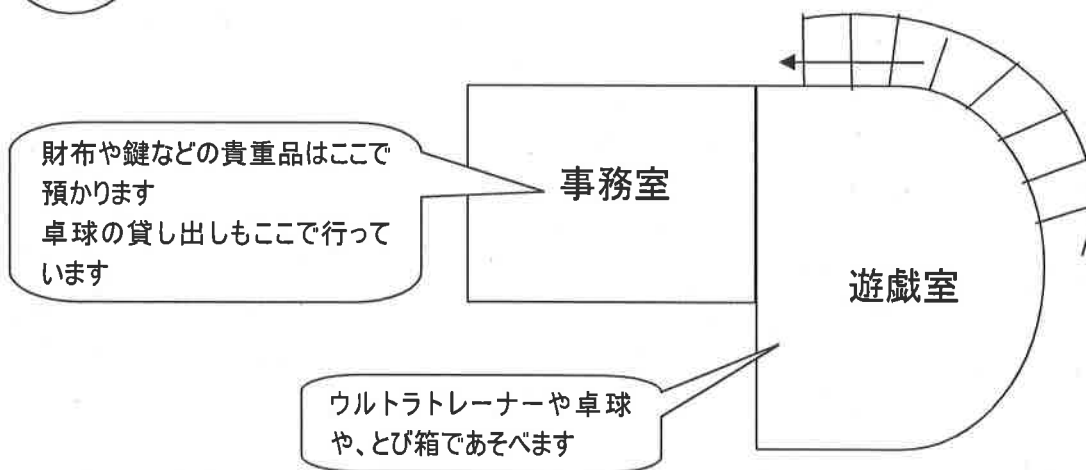 財布や鍵などの貴重品はここで
預かります
卓球の貸し出しもここで行って
います
事務室
遊戯室
ウルトラトレーナーや卓球
や、とび箱であそべます